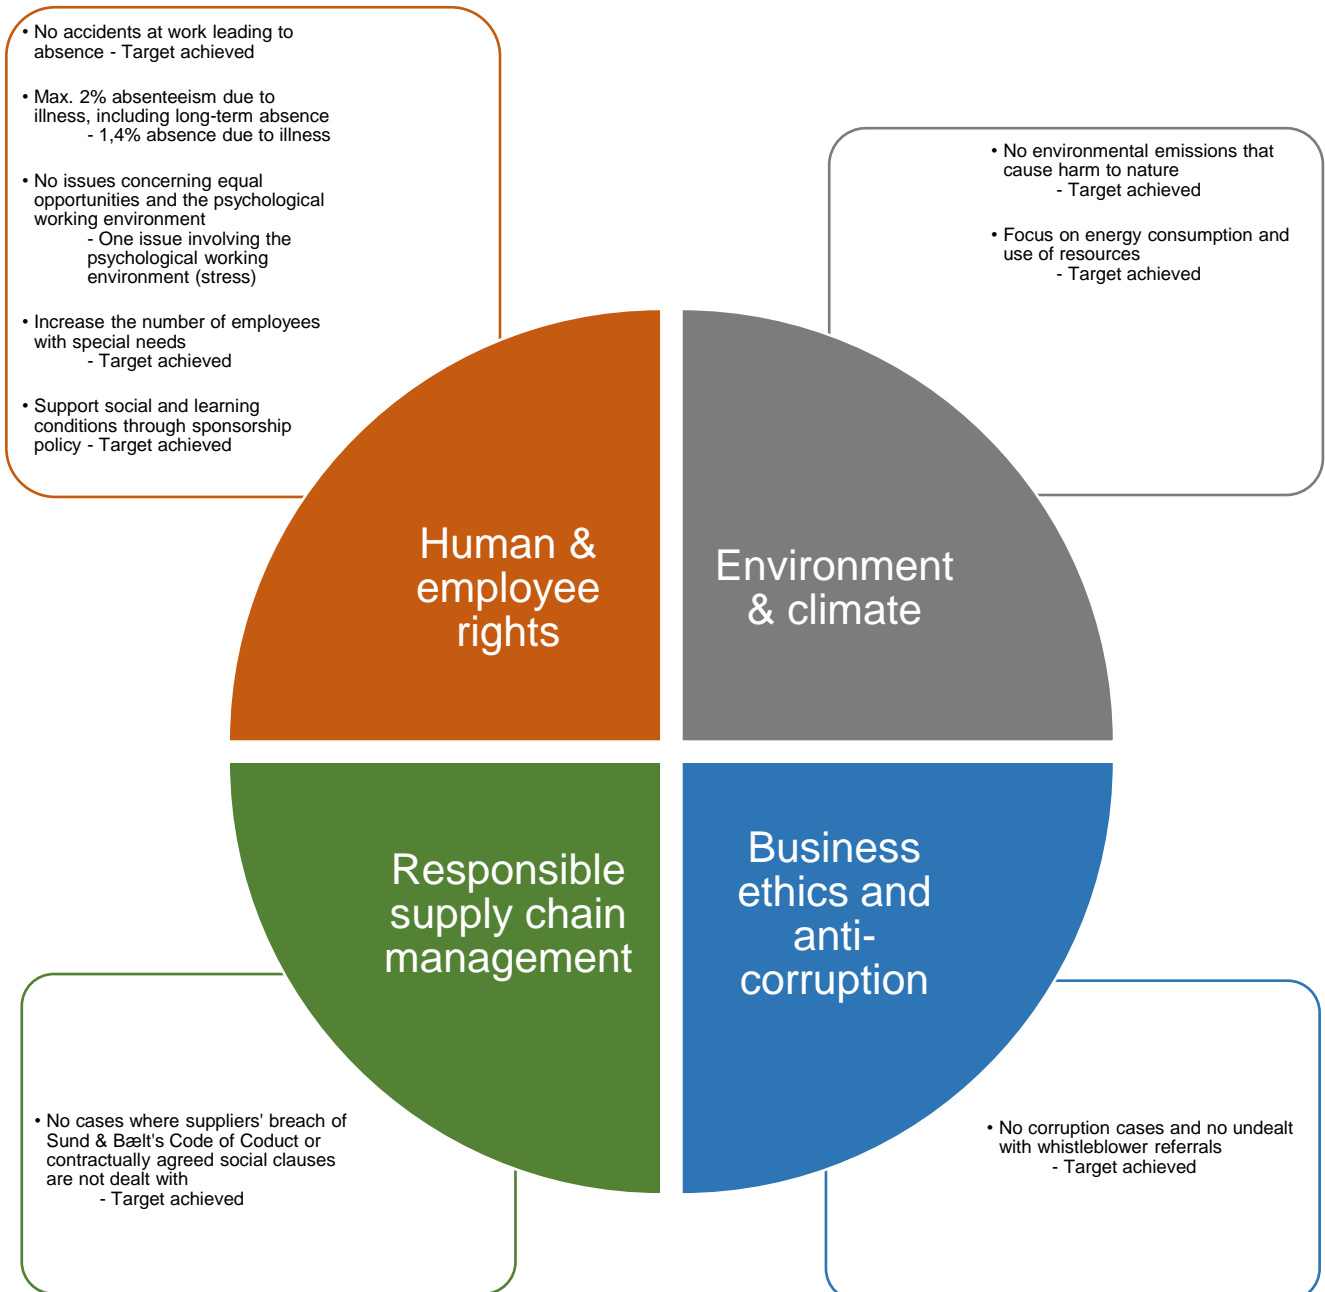 • No accidents at work leading to
absence - Target achieved
• Max. 2% absenteeism due to
illness, including long-term absence
- 1,4% absence due to illness
• No issues concerning equal
opportunities and the psychological
working environment
- One issue involving the
psychological working
environment (stress)
• Increase the number of employees
with special needs
- Target achieved
• Support social and learning
conditions through sponsorship
policy - Target achieved
• No environmental emissions that
cause harm to nature
- Target achieved
• Focus on energy consumption and
use of resources
- Target achieved
Human &
employee
rights
Environment
& climate
Responsible
supply chain
management
Business
ethics and
anti-
corruption
• No cases where suppliers' breach of
Sund & Bælt's Code of Coduct or
contractually agreed social clauses
are not dealt with
- Target achieved
• No corruption cases and no undealt
with whistleblower referrals
- Target achieved